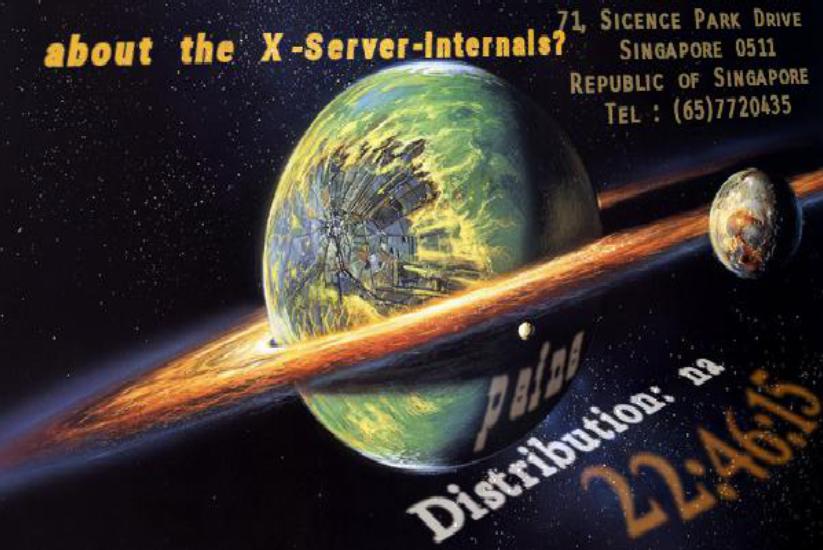 about the X-Server-Internals?
71, SICENCE PARK DRIVE
SINGAPORE 0511
REPUBLIC OF SINGAPORE
TEL : (65)7720435
pains
Distribution: na
22:46:15